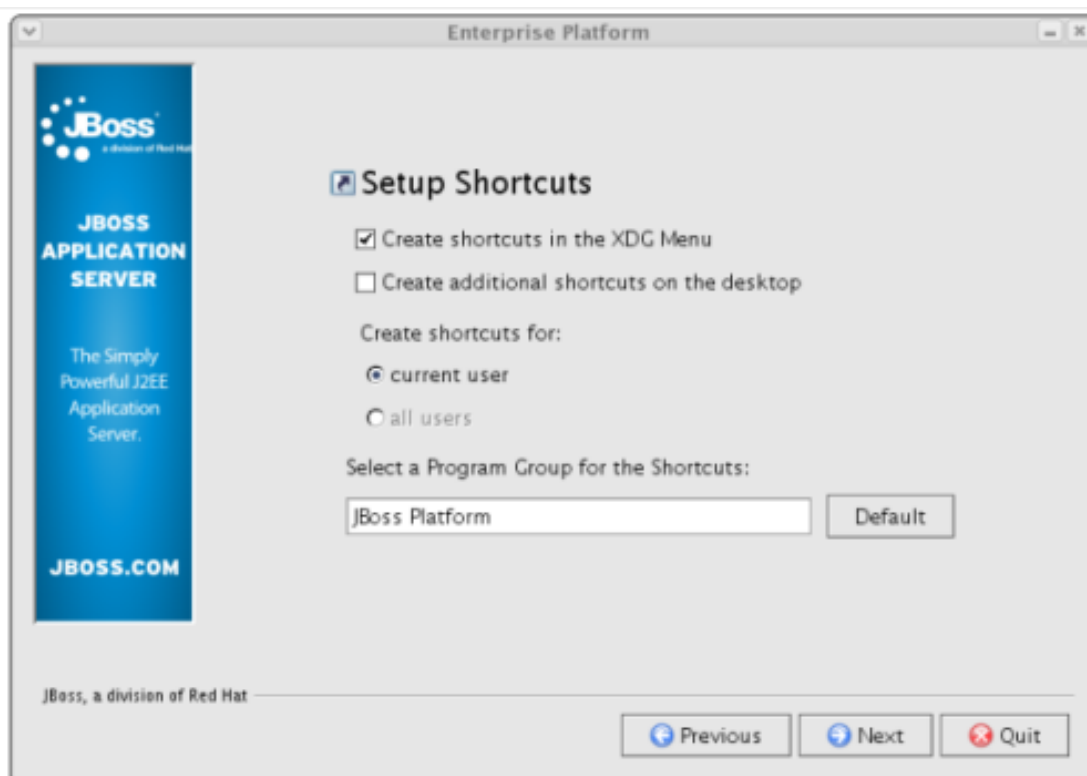 Enterprise Platform
JBoss
a division of Red Hat
JBOSS
APPLICATION
SERVER
The Simply
Powerful J2EE
Application
Server.
JBOSS.COM
Setup Shortcuts
Create shortcuts in the XDG Menu
Create additional shortcuts on the desktop
Create shortcuts for:
current user
all users
Select a Program Group for the Shortcuts:
JBoss Platform
Default
JBoss, a division of Red Hat
Previous
Next
Quit